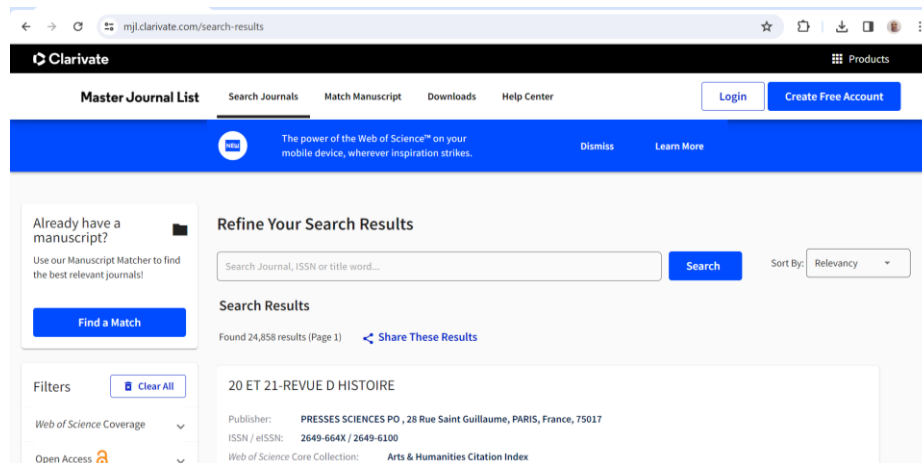 mjl.clarivate.com/search-results
Clarivate
Products
Master Journal List
Search Journals
Match Manuscript
Downloads
Help Center
Login
Create Free Account
NEW
The power of the Web of Science™ on your
mobile device, wherever inspiration strikes.
Dismiss
Learn More
Already have a
manuscript?
Use our Manuscript Matcher to find
the best relevant journals!
Find a Match
Filters
Clear All
Web of Science Coverage
Open Access
Refine Your Search Results
Search Journal, ISSN or title word...
Search
Sort By: Relevancy
Search Results
Found 24,858 results (Page 1)
Share These Results
20 ET 21-REVUE D HISTOIRE
Publisher: PRESSES SCIENCES PO , 28 Rue Saint Guillaume, PARIS, France, 75017
ISSN / eISSN: 2649-664X / 2649-6100
Web of Science Core Collection: Arts & Humanities Citation Index